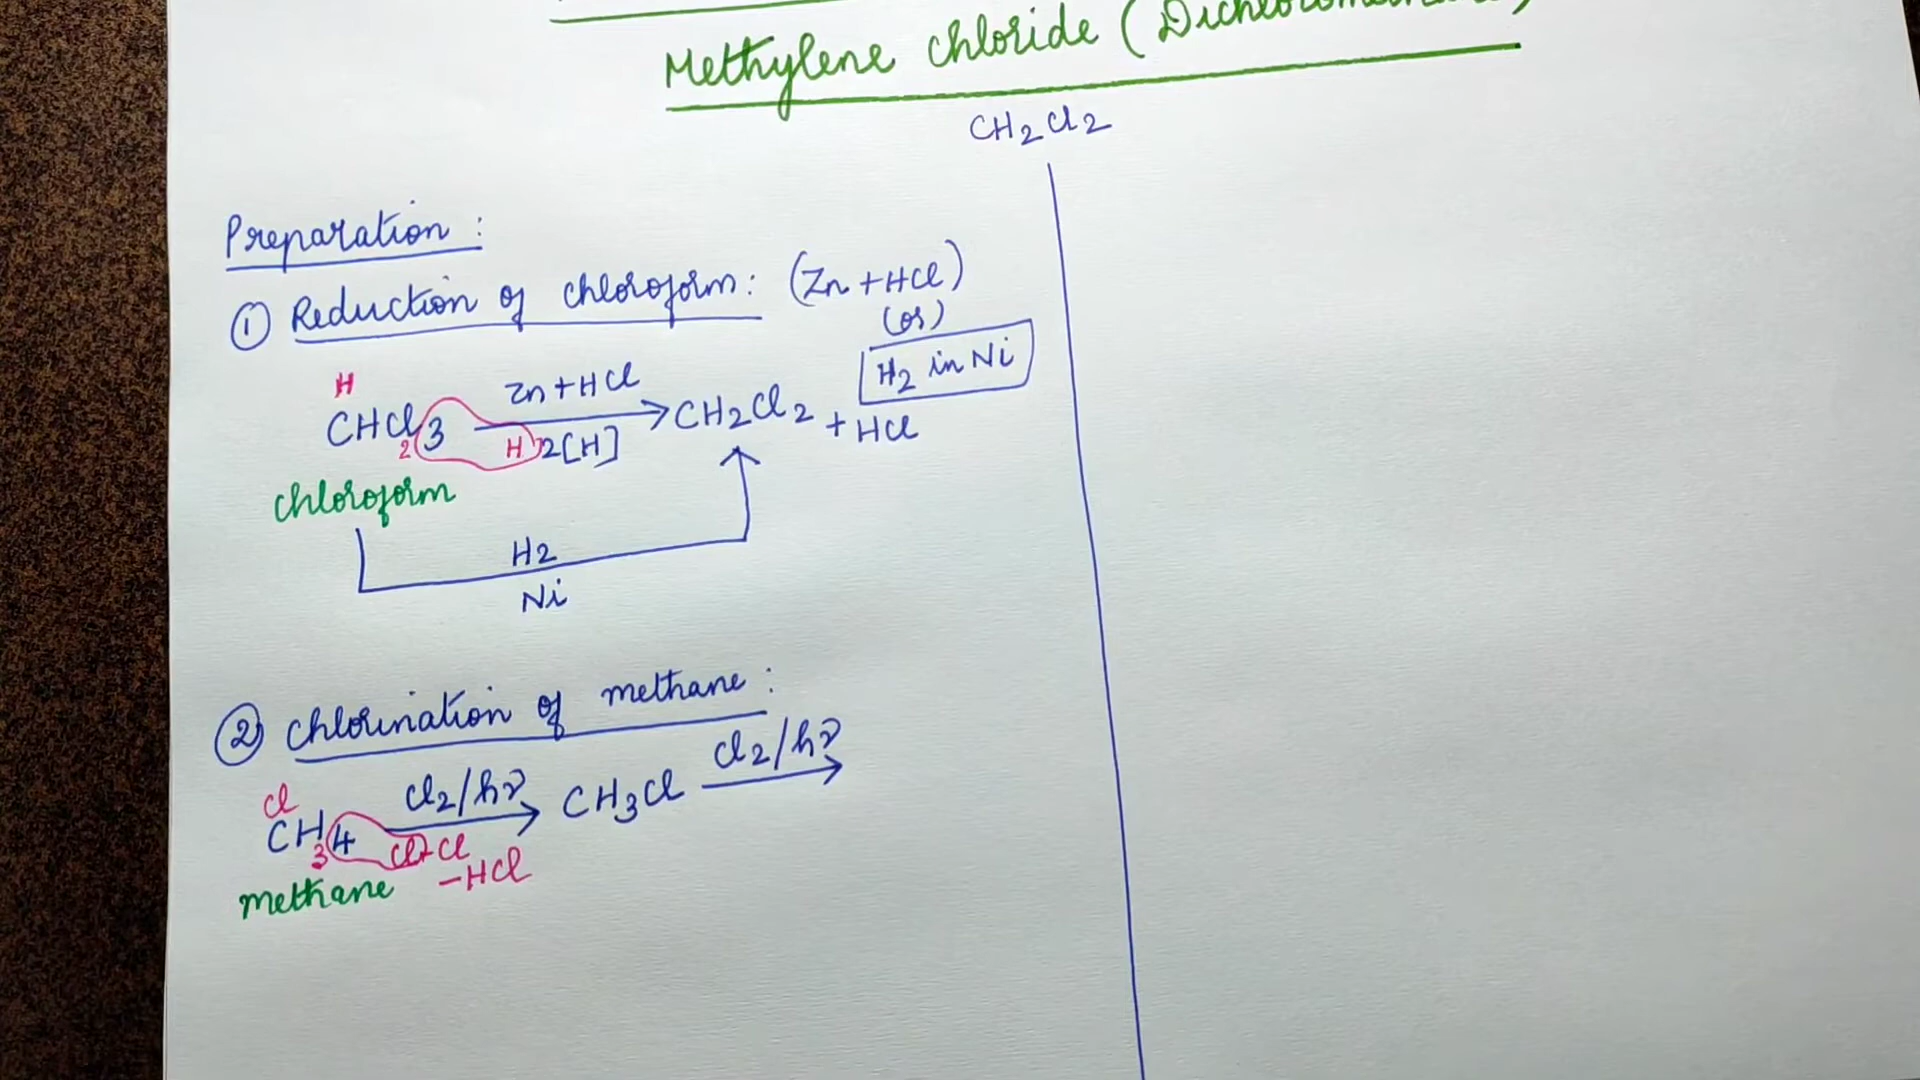 Methylene chloride (Dichloromethane)
CH2Cl2
Preparation :
① Reduction of chloroform: (Zn + HCl)
(or)
H2 in Ni
H
CHCl3 Zn + HCl → CH2Cl2 + HCl
2 H 2[H]
chloroform
H2
Ni
② Chlorination of methane :
Cl
CH4 Cl2/hν → CH3Cl Cl2/hν →
3 Cl+Cl
-HCl
methane